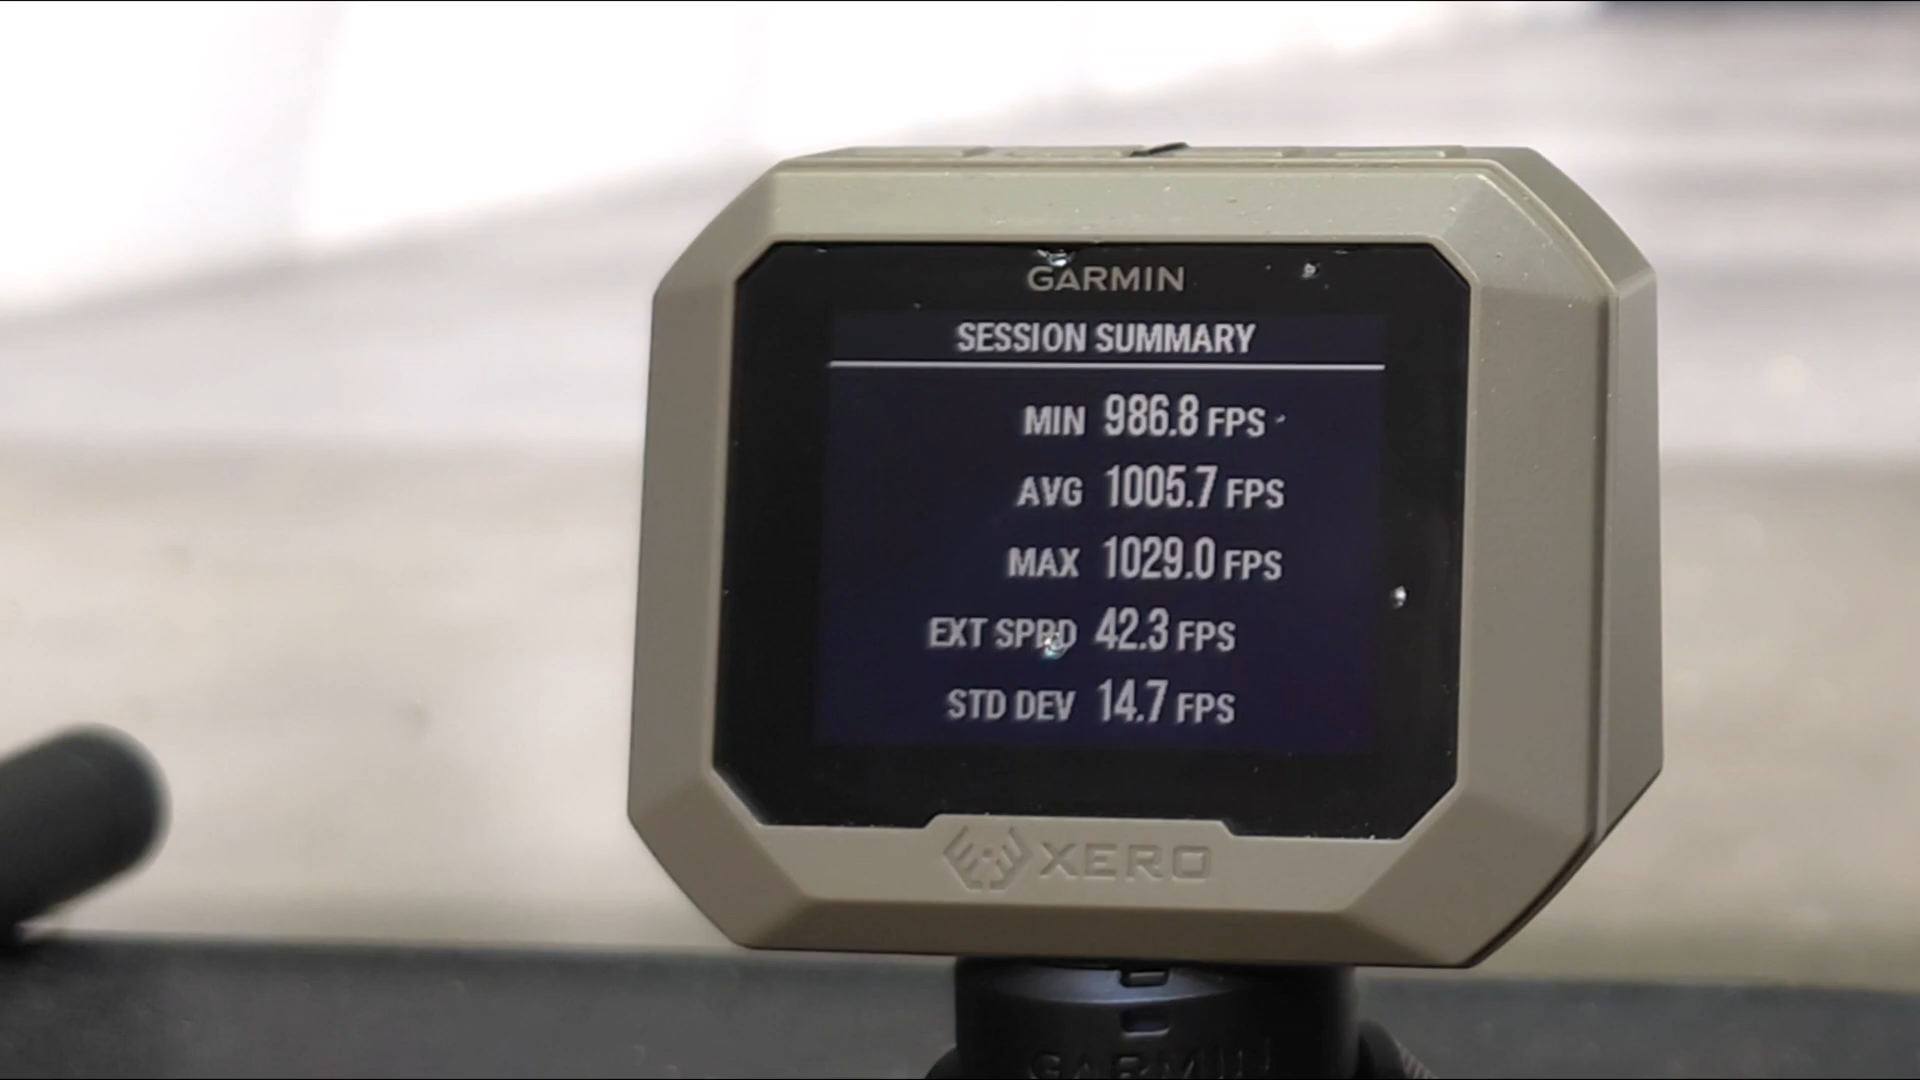 GARMIN
SESSION SUMMARY
MIN 986.8 FPS
AVG 1005.7 FPS
MAX 1029.0 FPS
EXT SPRD 42.3 FPS
STD DEV 14.7 FPS
XERO
GARMIN